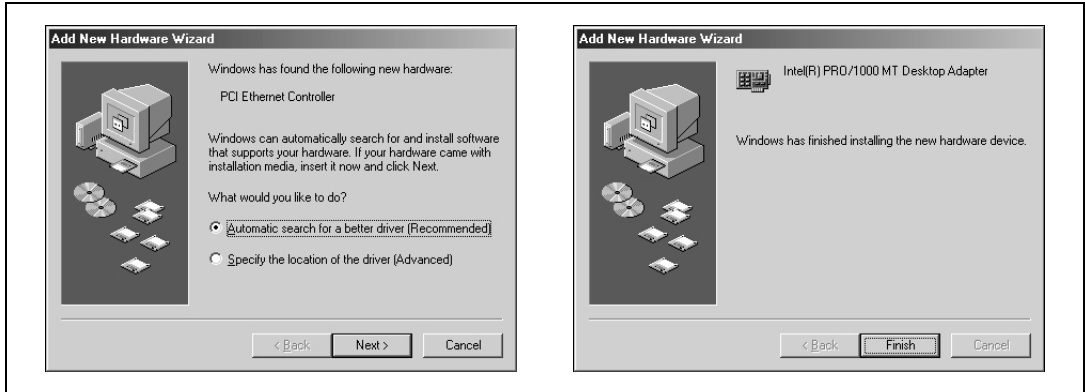 Add New Hardware Wizard
Windows has found the following new hardware:
PCI Ethernet Controller
Windows can automatically search for and install software
that supports your hardware. If your hardware came with
installation media, insert it now and click Next.
What would you like to do?
Automatic search for a better driver (Recommended)
Specify the location of the driver (Advanced)
< Back
Next >
Cancel
Add New Hardware Wizard
Intel(R) PRO/1000 MT Desktop Adapter
Windows has finished installing the new hardware device.
< Back
Finish
Cancel